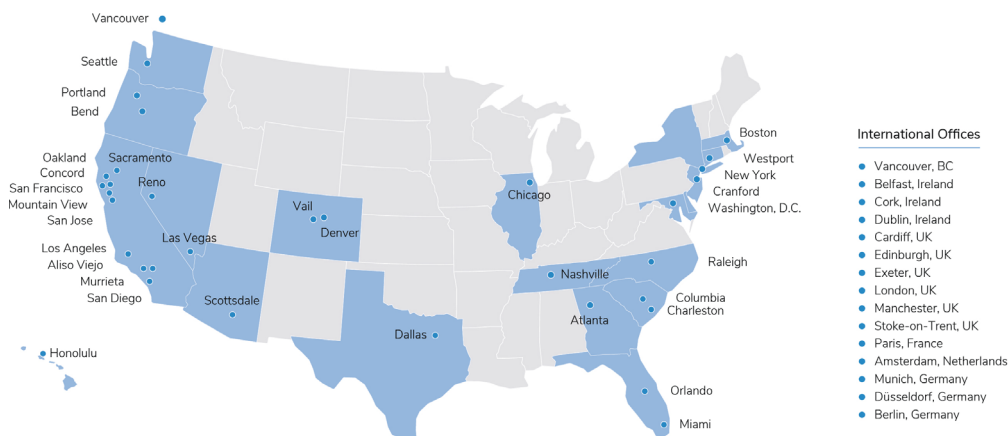 Vancouver
Seattle
Portland
Bend
Oakland
Sacramento
Concord
San Francisco
Reno
Mountain View
San Jose
Los Angeles
Las Vegas
Aliso Viejo
Murrieta
San Diego
Scottsdale
Honolulu
Vail
Denver
Dallas
Chicago
Nashville
Atlanta
Boston
Westport
New York
Cranford
Washington, D.C.
Raleigh
Columbia
Charleston
Orlando
Miami
International Offices
Vancouver, BC
Belfast, Ireland
Cork, Ireland
Dublin, Ireland
Cardiff, UK
Edinburgh, UK
Exeter, UK
London, UK
Manchester, UK
Stoke-on-Trent, UK
Paris, France
Amsterdam, Netherlands
Munich, Germany
Düsseldorf, Germany
Berlin, Germany